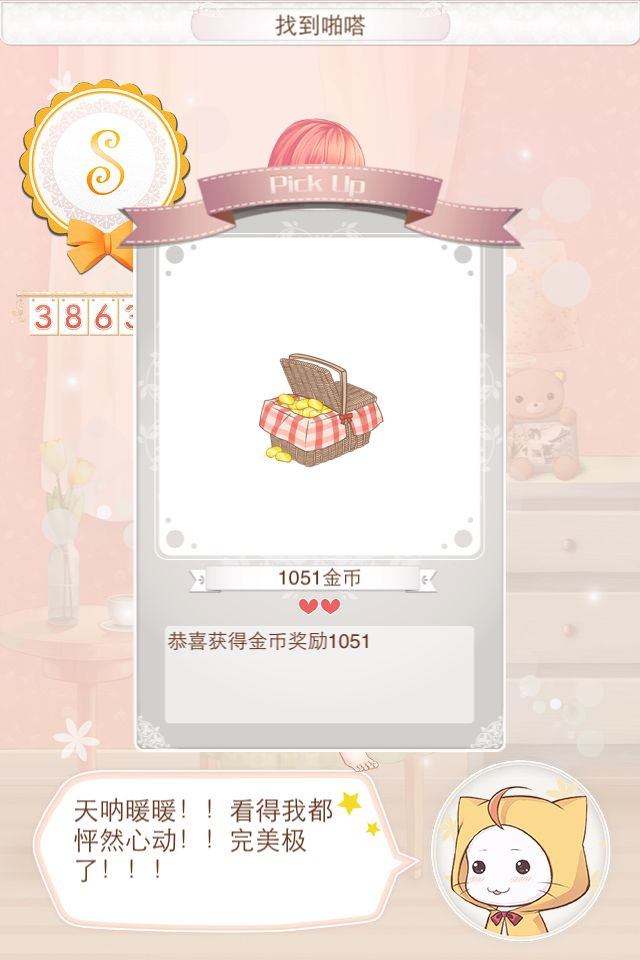 找到啪嗒
S
Pick Up
3863
1051金币
恭喜获得金币奖励1051
天呐暖暖！！看得我都
怦然心动！！完美极
了！！！